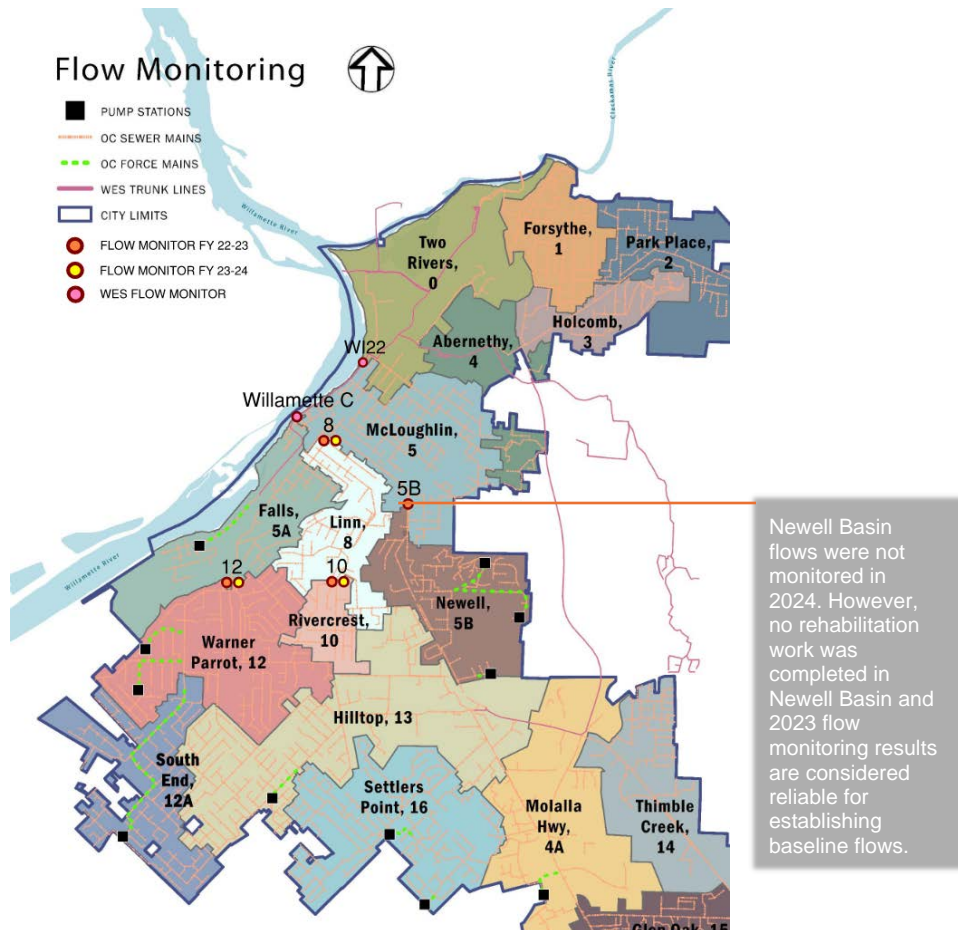 Flow Monitoring
PUMP STATIONS
OC SEWER MAINS
OC FORCE MAINS
WES TRUNK LINES
CITY LIMITS
FLOW MONITOR FY 22-23
FLOW MONITOR FY 23-24
WES FLOW MONITOR
Clackamas River
Willamette River
Two
Rivers,
0
Forsythe,
1
Park Place,
2
Holcomb,
3
Abernethy,
4
WI22
Willamette C
8
McLoughlin,
5
5B
Falls,
5A
Linn,
8
Willamette River
12
10
Newell,
5B
Rivercrest,
10
Warner
Parrot, 12
Hilltop, 13
South
End,
12A
Settlers
Point, 16
Molalla
Hwy,
4A
Thimble
Creek,
14
Glen Oak, 15
Newell Basin
flows were not
monitored in
2024. However,
no rehabilitation
work was
completed in
Newell Basin and
2023 flow
monitoring results
are considered
reliable for
establishing
baseline flows.